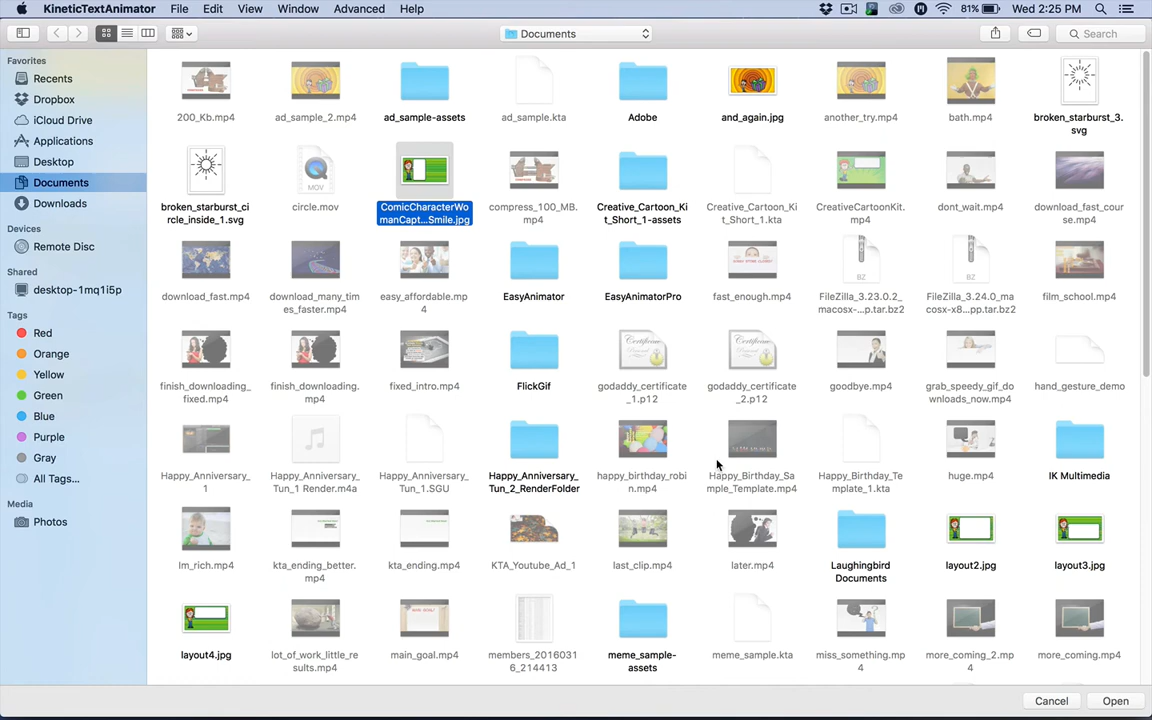 KineticTextAnimator File Edit View Window Advanced Help 81% Wed 2:25 PM
Documents Search
Favorites
Recents
Dropbox
iCloud Drive
Applications
Desktop
Documents
Downloads
Devices
Remote Disc
Shared
desktop-1mq1i5p
Tags
Red
Orange
Yellow
Green
Blue
Purple
Gray
All Tags...
Media
Photos
200_Kb.mp4
ad_sample_2.mp4
ad_sample-assets
ad_sample.kta
Adobe
and_again.jpg
another_try.mp4
bath.mp4
broken_starburst_3.
svg
broken_starburst_ci
rcle_inside_1.svg
MOV
circle.mov
ComicCharacterWo
manCapt...Smile.jpg
compress_100_MB.
mp4
Creative_Cartoon_Ki
t_Short_1-assets
Creative_Cartoon_Ki
t_Short_1.kta
CreativeCartoonKit.
mp4
dont_wait.mp4
download_fast_cour
se.mp4
download_fast.mp4
download_many_tim
es_faster.mp4
easy_affordable.mp
4
EasyAnimator
EasyAnimatorPro
fast_enough.mp4
BZ
FileZilla_3.23.0.2_
macosx-...pp.tar.bz2
BZ
FileZilla_3.24.0_ma
cosx-x8...pp.tar.bz2
film_school.mp4
finish_downloading_
fixed.mp4
finish_downloading.
mp4
fixed_intro.mp4
FlickGif
godaddy_certificate
_1.p12
godaddy_certificate
_2.p12
goodbye.mp4
grab_speedy_gif_do
wnloads_now.mp4
hand_gesture_demo
Happy_Anniversary_
1
Happy_Anniversary_
Tun_1 Render.m4a
Happy_Anniversary_
Tun_1.SGU
Happy_Anniversary_
Tun_2_RenderFolder
happy_birthday_robi
n.mp4
Happy_Birthday_Sa
mple_Template.mp4
Happy_Birthday_Te
mplate_1.kta
huge.mp4
IK Multimedia
Im_rich.mp4
kta_ending_better.
mp4
kta_ending.mp4
KTA_Youtube_Ad_1
last_clip.mp4
later.mp4
Laughingbird
Documents
layout2.jpg
layout3.jpg
layout4.jpg
lot_of_work_little_re
sults.mp4
main_goal.mp4
members_2016031
6_214413
meme_sample-
assets
meme_sample.kta
miss_something.mp
4
more_coming_2.mp
4
more_coming.mp4
Cancel Open